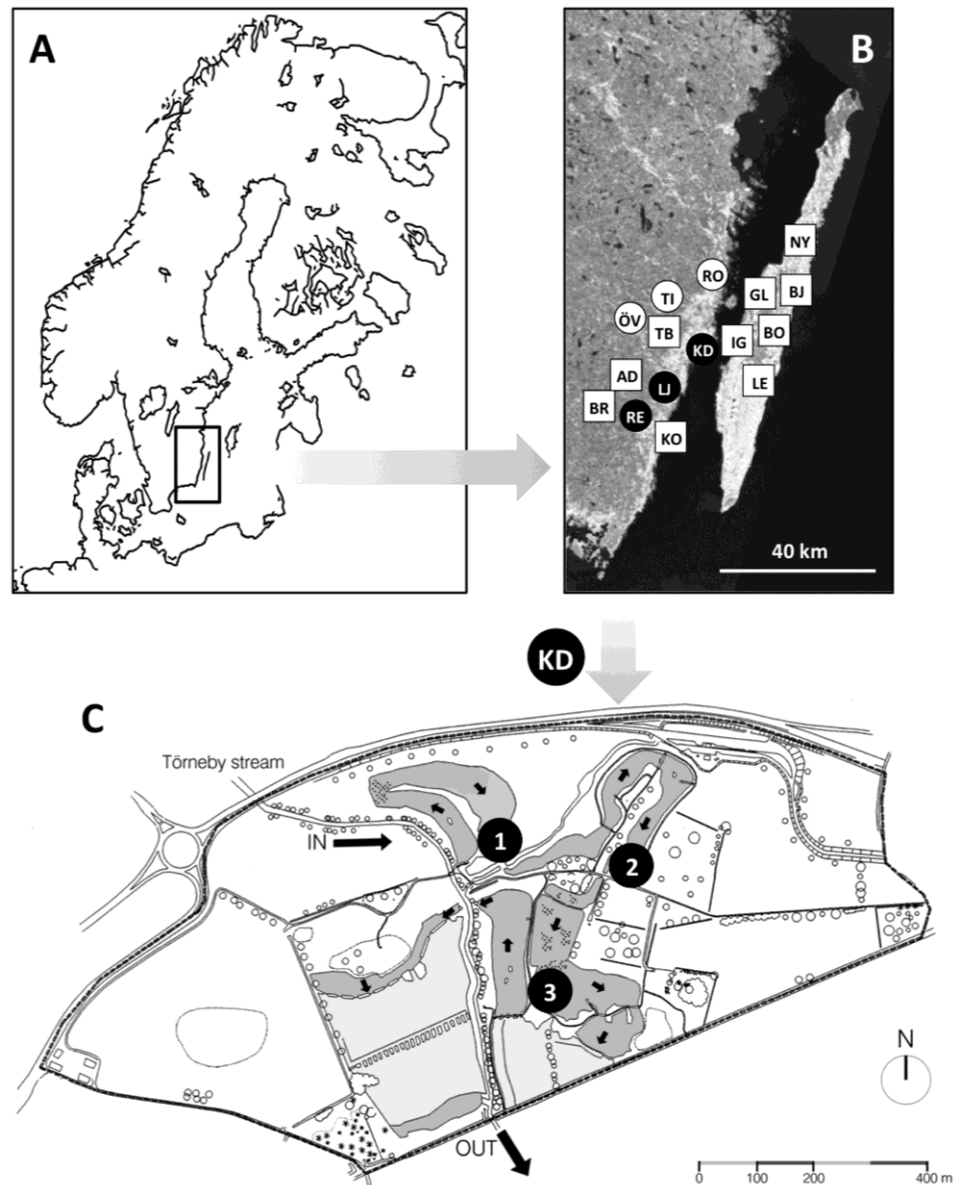 A
B
NY
RO
GL
BJ
TI
ÖV
TB
BO
KD
IG
AD
LE
LJ
BR
RE
KO
40 km
KD
C
Törneby stream
IN
1
2
3
N
OUT
0
100
200
400 m